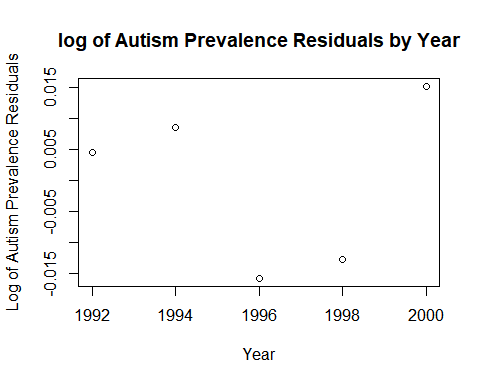 log of Autism Prevalence Residuals by Year
Log of Autism Prevalence Residuals
0.015
0.005
-0.005
-0.015
1992 1994 1996 1998 2000
Year